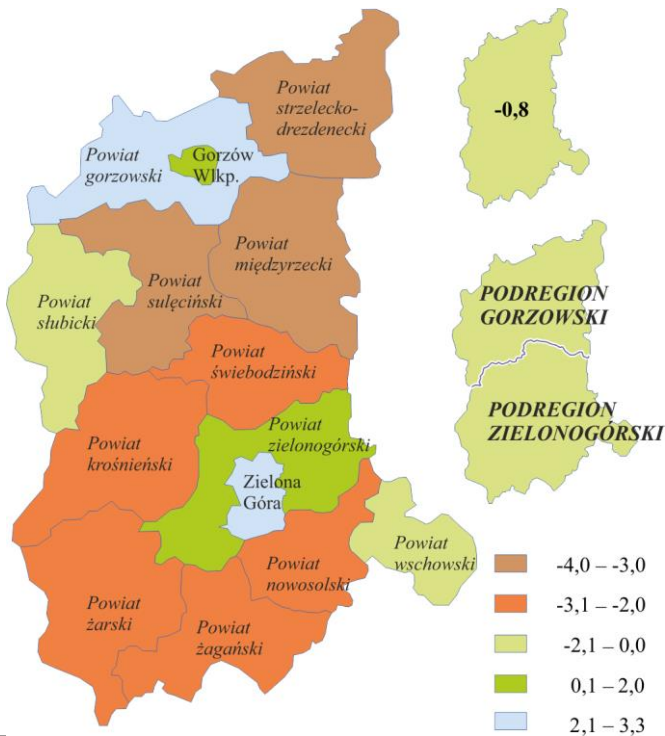 Powiat
strzelecko-
drezdenecki
Powiat
gorzowski
Gorzów
Wlkp.
Powiat
międzyrzecki
Powiat
sulęciński
Powiat
słubicki
Powiat
świebodziński
Powiat
zielonogórski
Powiat
krośnieński
Zielona
Góra
Powiat
wschowski
Powiat
nowosolski
Powiat
żarski
Powiat
żagański
-0,8
PODREGION
GORZOWSKI
PODREGION
ZIELONOGÓRSKI
-4,0 – -3,0
-3,1 – -2,0
-2,1 – 0,0
0,1 – 2,0
2,1 – 3,3